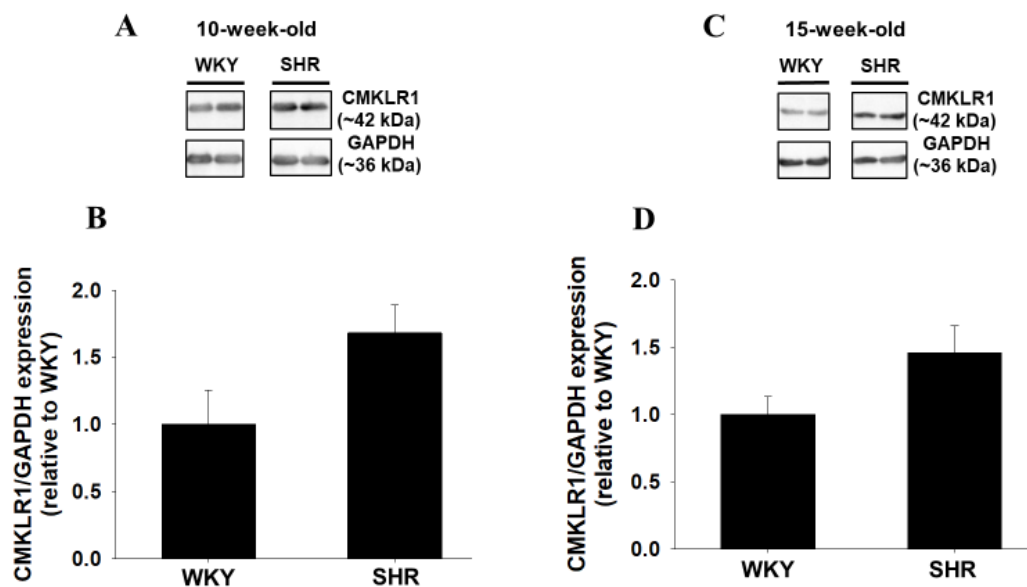 A
10-week-old
WKY SHR
CMKLR1
(~42 kDa)
GAPDH
(~36 kDa)
B
CMKLR1/GAPDH expression
(relative to WKY)
2.0
1.5
1.0
0.5
0.0
WKY SHR
C
15-week-old
WKY SHR
CMKLR1
(~42 kDa)
GAPDH
(~36 kDa)
D
CMKLR1/GAPDH expression
(relative to WKY)
2.0
1.5
1.0
0.5
0.0
WKY SHR